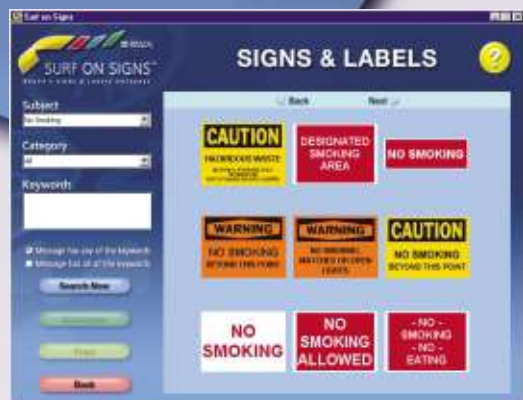 Surf on Signs
BRADY
SURF ON SIGNS™
SIGNS & LABELS
?
Subject
No Smoking
Category
All
Keywords
Message has any of the keywords
Message has all of the keywords
Search Now
Back
Back
Next
CAUTION
HAZARDOUS WASTE
DESIGNATED
SMOKING
AREA
NO SMOKING
WARNING
NO SMOKING
BEYOND THIS POINT
WARNING
NO SMOKING,
MATCHES OR OPEN
LIGHTS
CAUTION
NO SMOKING
BEYOND THIS POINT
NO
SMOKING
NO
SMOKING
ALLOWED
- NO -
SMOKING
- NO -
EATING